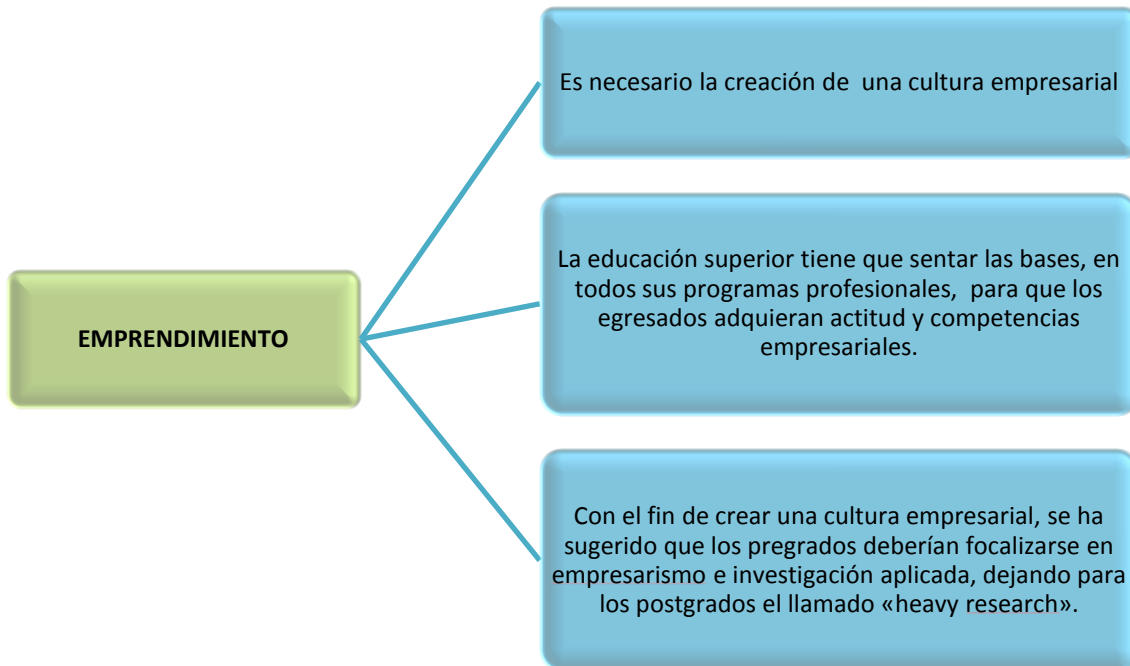 Es necesario la creación de una cultura empresarial
La educación superior tiene que sentar las bases, en
todos sus programas profesionales, para que los
egresados adquieran actitud y competencias
empresariales.
EMPRENDIMIENTO
Con el fin de crear una cultura empresarial, se ha
sugerido que los pregrados deberían focalizarse en
empresarismo e investigación aplicada, dejando para
los postgrados el llamado «heavy research».